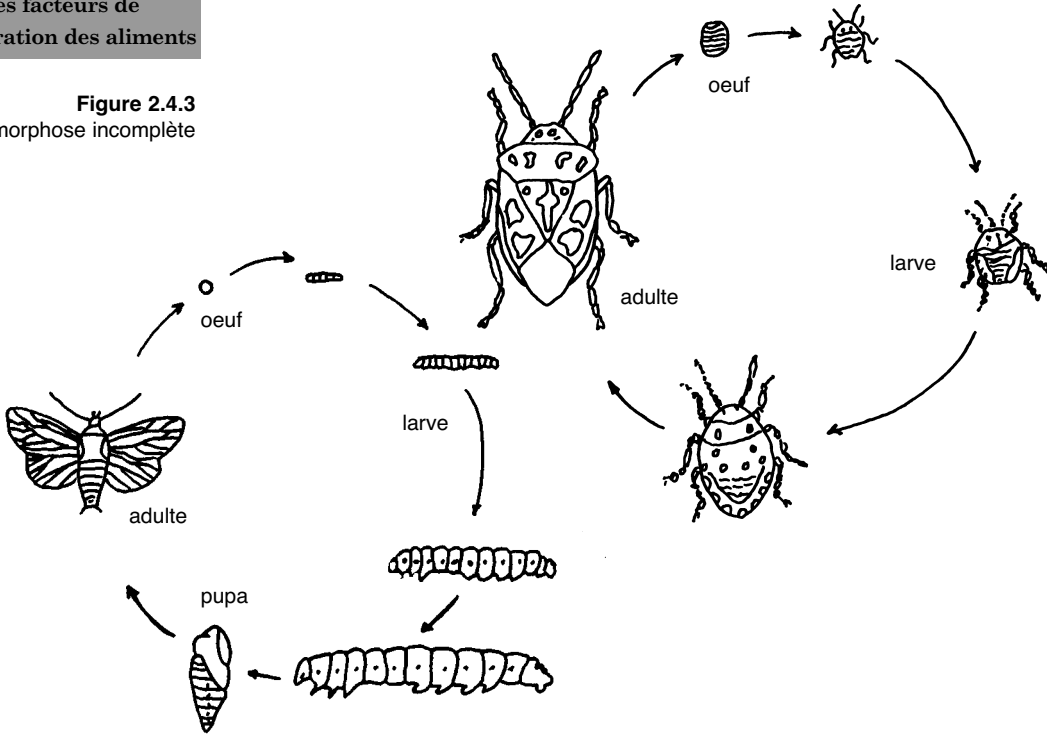 es facteurs de
ration des aliments
Figure 2.4.3
morphose incomplète
oeuf
larve
adulte
oeuf
larve
adulte
pupa